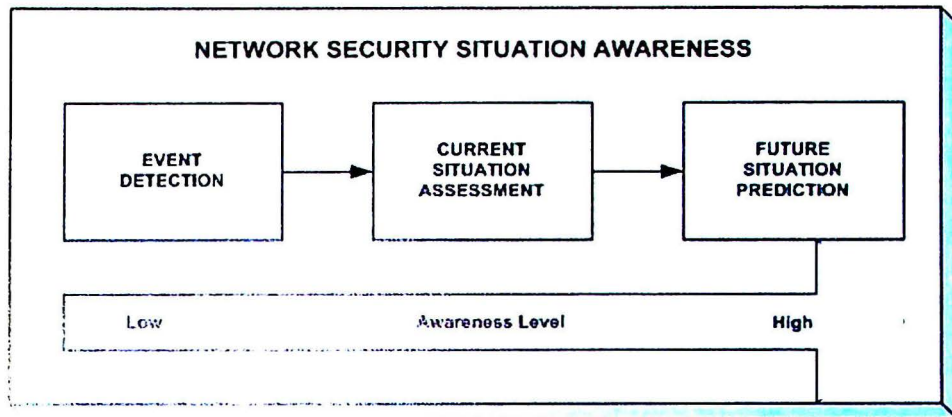 NETWORK SECURITY SITUATION AWARENESS
EVENT
DETECTION
CURRENT
SITUATION
ASSESSMENT
FUTURE
SITUATION
PREDICTION
Low Awareness Level High